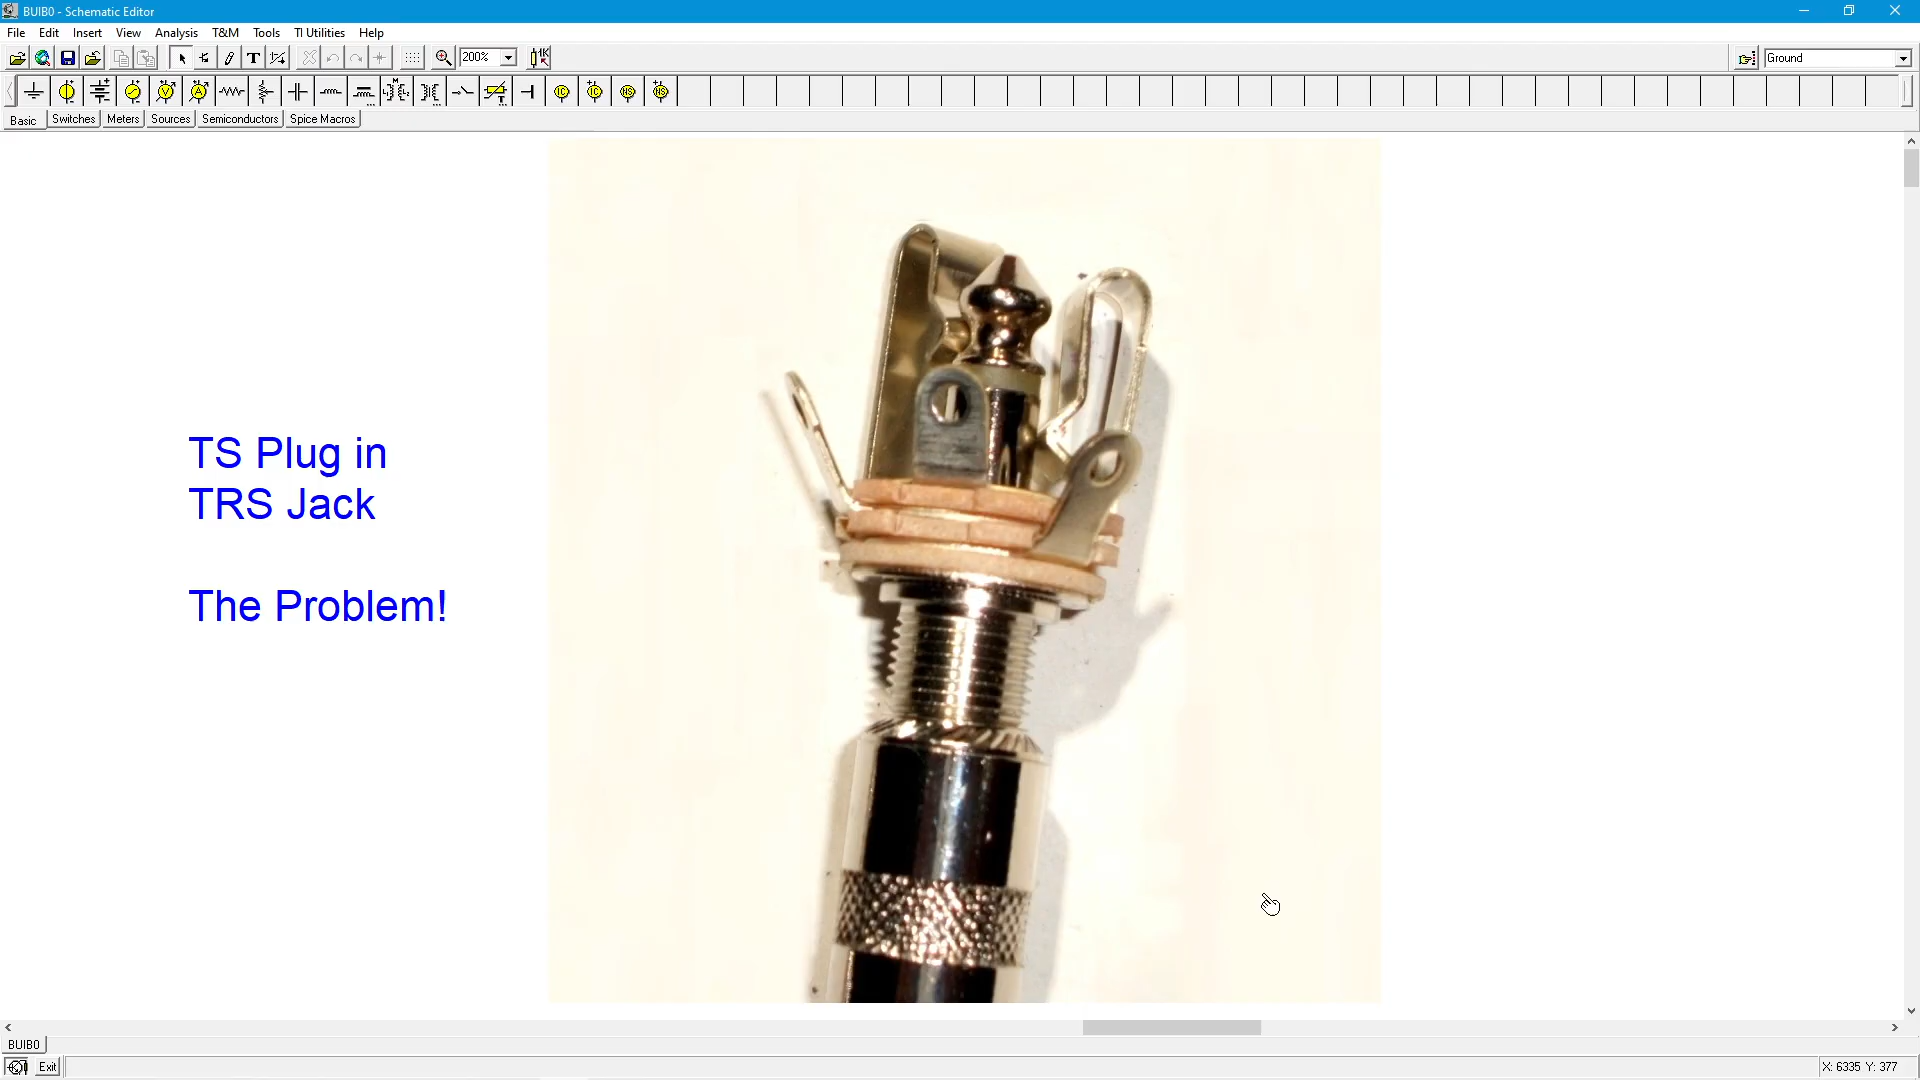 BUIB0 - Schematic Editor
File Edit Insert View Analysis T&M Tools TI Utilities Help
200%
1K
Ground
Basic Switches Meters Sources Semiconductors Spice Macros
TS Plug in
TRS Jack
The Problem!
BUIB0
Exit
X: 6335 Y: 377